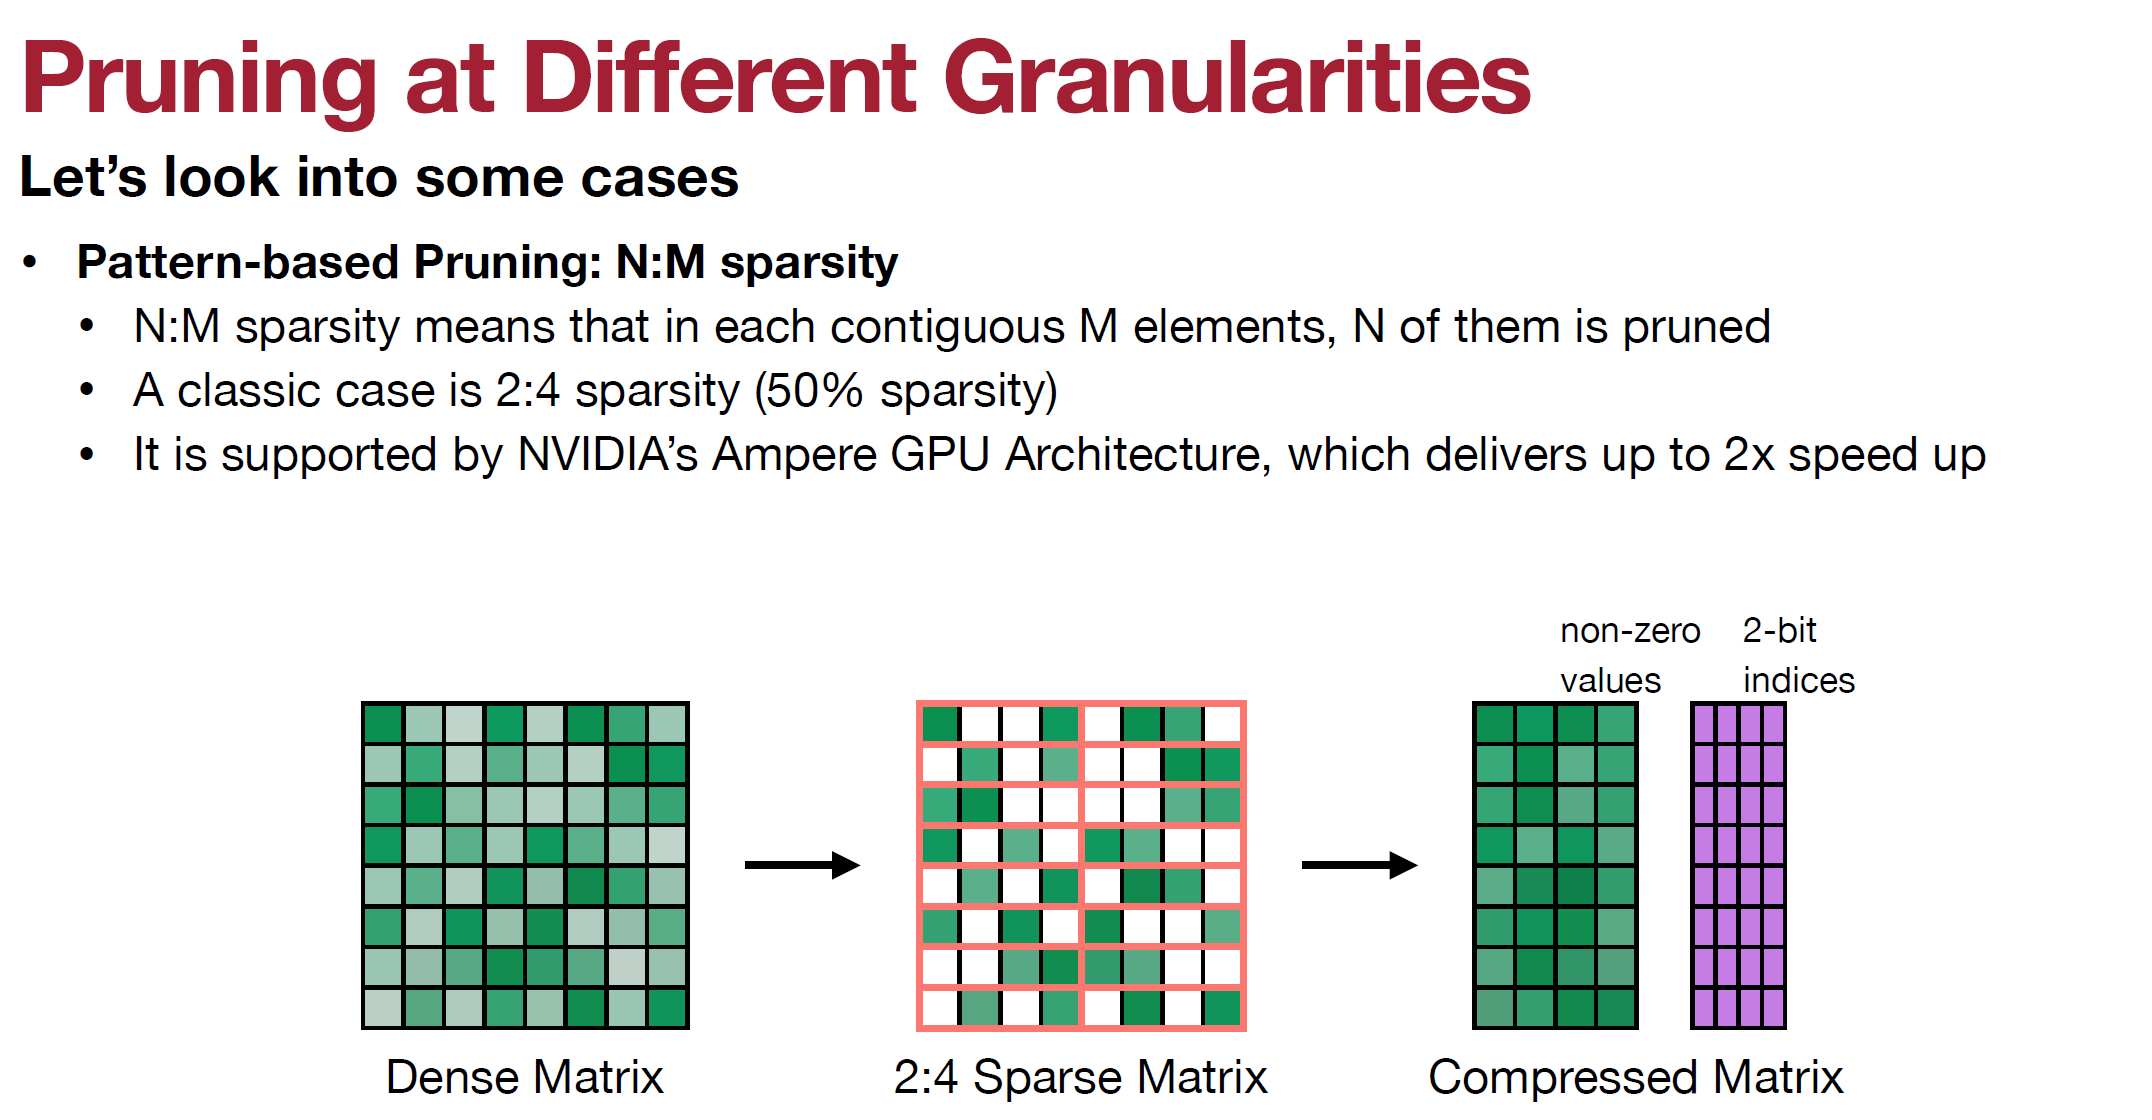 Pruning at Different Granularities
Let's look into some cases
• Pattern-based Pruning: N:M sparsity
• N:M sparsity means that in each contiguous M elements, N of them is pruned
• A classic case is 2:4 sparsity (50% sparsity)
• It is supported by NVIDIA's Ampere GPU Architecture, which delivers up to 2x speed up
non-zero
values
2-bit
indices
Dense Matrix
2:4 Sparse Matrix
Compressed Matrix